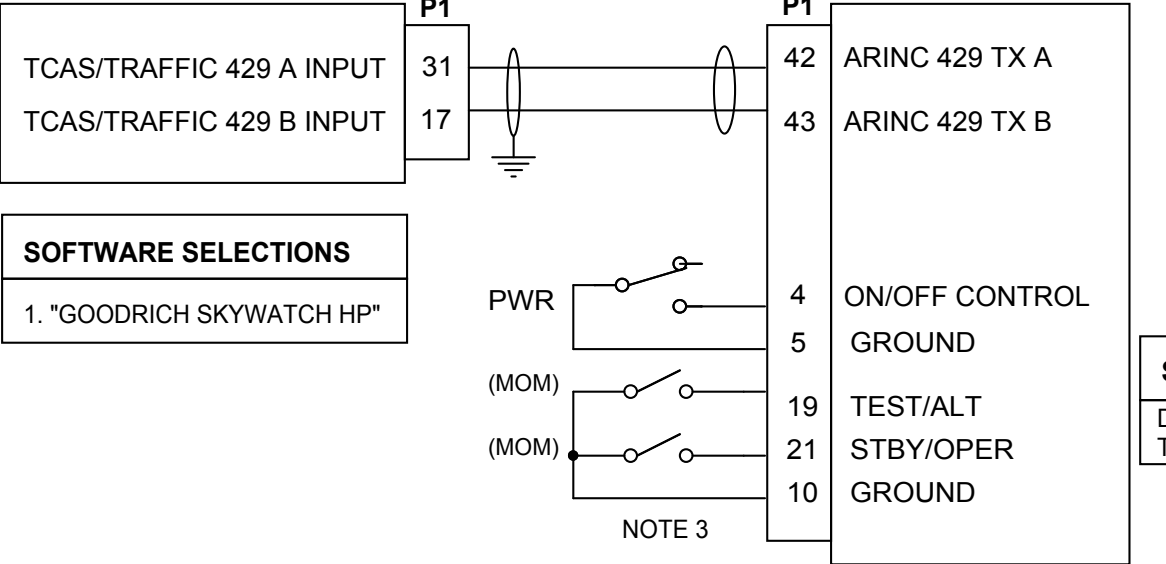 P1
TCAS/TRAFFIC 429 A INPUT 31
TCAS/TRAFFIC 429 B INPUT 17
SOFTWARE SELECTIONS
1. "GOODRICH SKYWATCH HP"
P1
42 ARINC 429 TX A
43 ARINC 429 TX B
PWR
4 ON/OFF CONTROL
5 GROUND
(MOM)
19 TEST/ALT
(MOM)
21 STBY/OPER
10 GROUND
NOTE 3